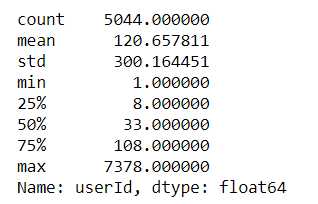 count    5044.000000
mean      120.657811
std       300.164451
min         1.000000
25%         8.000000
50%        33.000000
75%       108.000000
max      7378.000000
Name: userId, dtype: float64